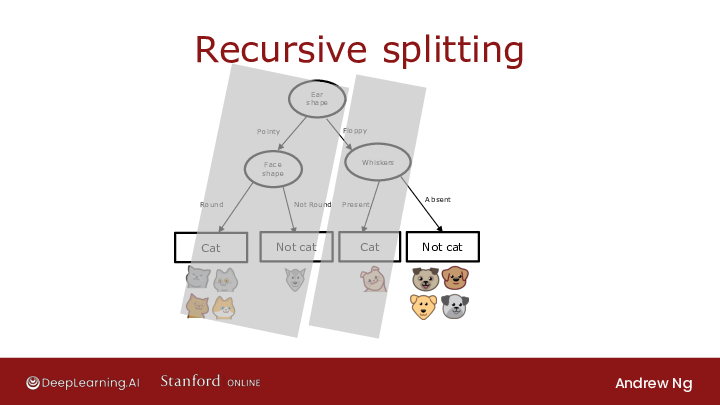 Recursive splitting
Ear
shape
Pointy
Floppy
Face
shape
Whiskers
Round
Not Round
Present
Absent
Cat
Not cat
Cat
Not cat
DeepLearning.AI
Stanford ONLINE
Andrew Ng